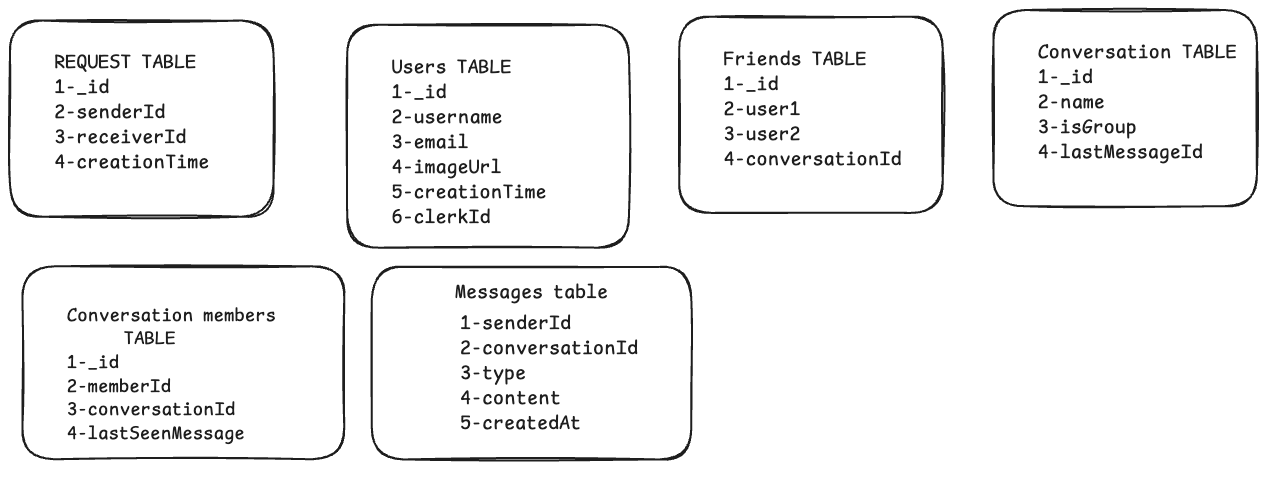 REQUEST TABLE
1-_id
2-senderId
3-receiverId
4-creationTime
Users TABLE
1-_id
2-username
3-email
4-imageUrl
5-creationTime
6-clerkId
Friends TABLE
1-_id
2-user1
3-user2
4-conversationId
Conversation TABLE
1-_id
2-name
3-isGroup
4-lastMessageId
Conversation members
TABLE
1-_id
2-memberId
3-conversationId
4-lastSeenMessage
Messages table
1-senderId
2-conversationId
3-type
4-content
5-createdAt